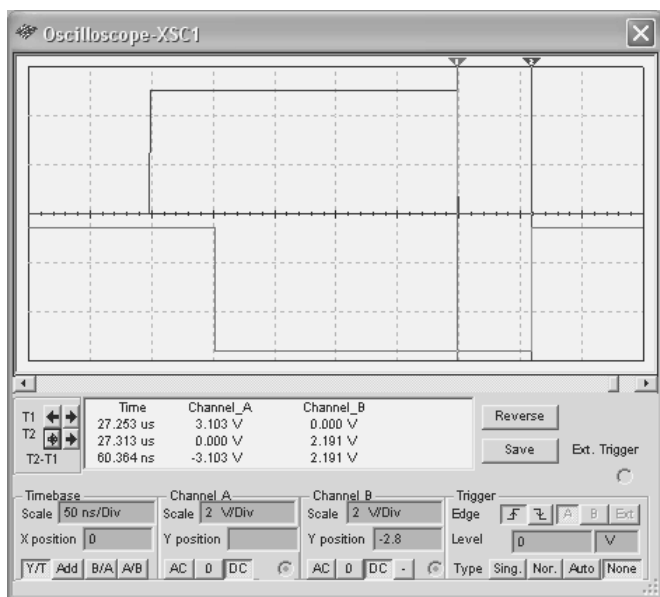 Oscilloscope-XSC1
1 2
Time Channel_A Channel_B
T1 27.253 us 3.103 V 0.000 V
T2 27.313 us 0.000 V 2.191 V
T2-T1 60.364 ns -3.103 V 2.191 V
Reverse
Save
Ext. Trigger
Timebase
Scale 50 ns/Div
X position 0
Y/T Add B/A A/B
Channel A
Scale 2 V/Div
Y position
AC 0 DC
Channel B
Scale 2 V/Div
Y position -2.8
AC 0 DC -
Trigger
Edge A B Ext
Level 0 V
Type Sing. Nor. Auto None